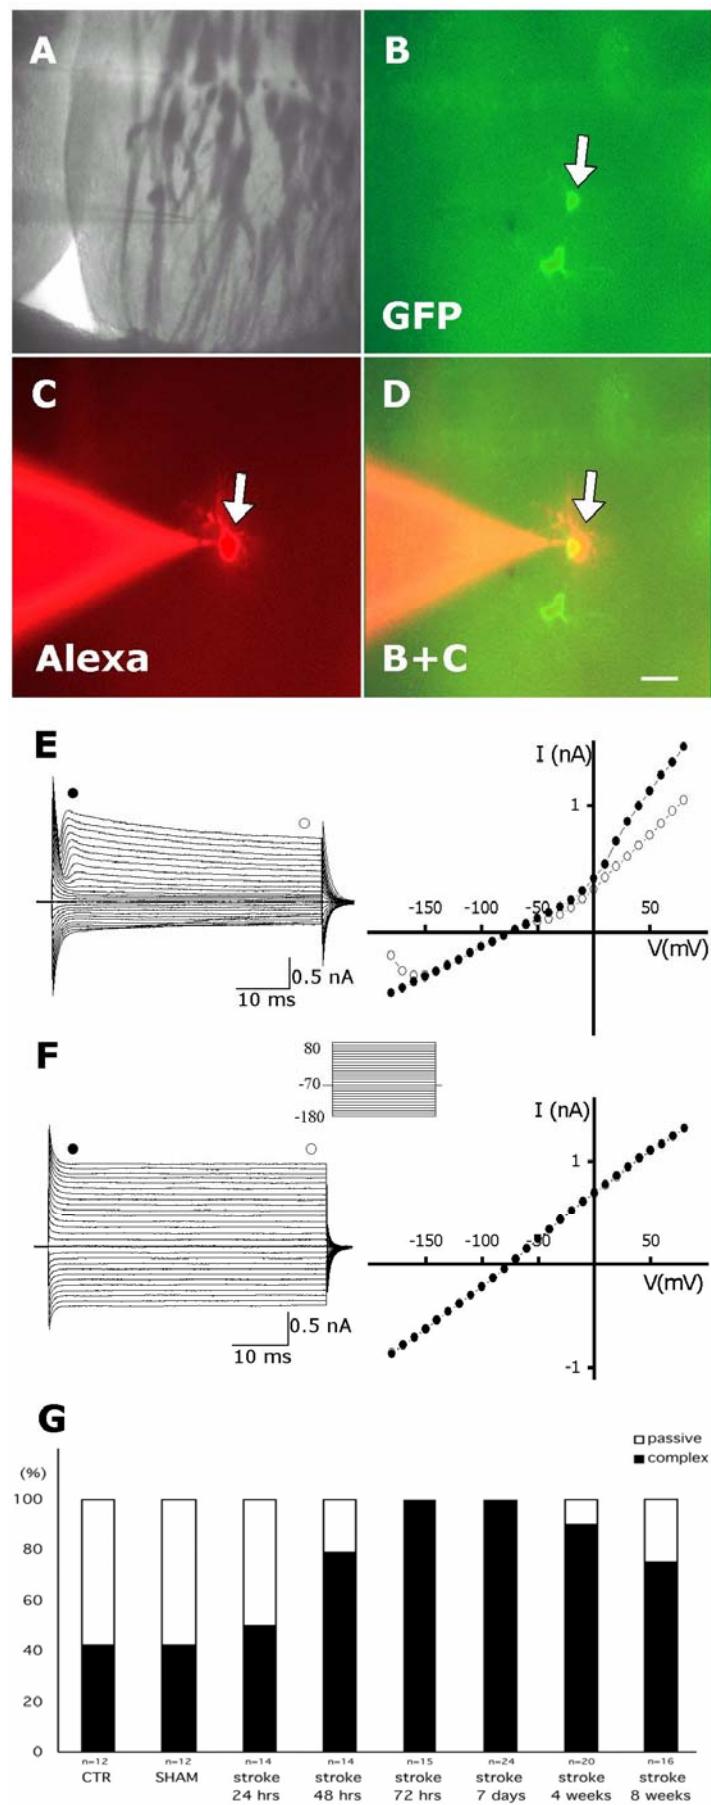 A
B
GFP
C
Alexa
D
B+C
E
0.5 nA
10 ms
I (nA)
1
-150 -100 -50 50
V(mV)
F
80
-70
-180
0.5 nA
10 ms
I (nA)
1
-150 -100 -50 50
V(mV)
-1
G
passive
complex
(%)
100
80
60
40
20
0
n=12 n=12 n=14 n=14 n=15 n=24 n=20 n=16
CTR SHAM stroke stroke stroke stroke stroke stroke
24 hrs 48 hrs 72 hrs 7 days 4 weeks 8 weeks